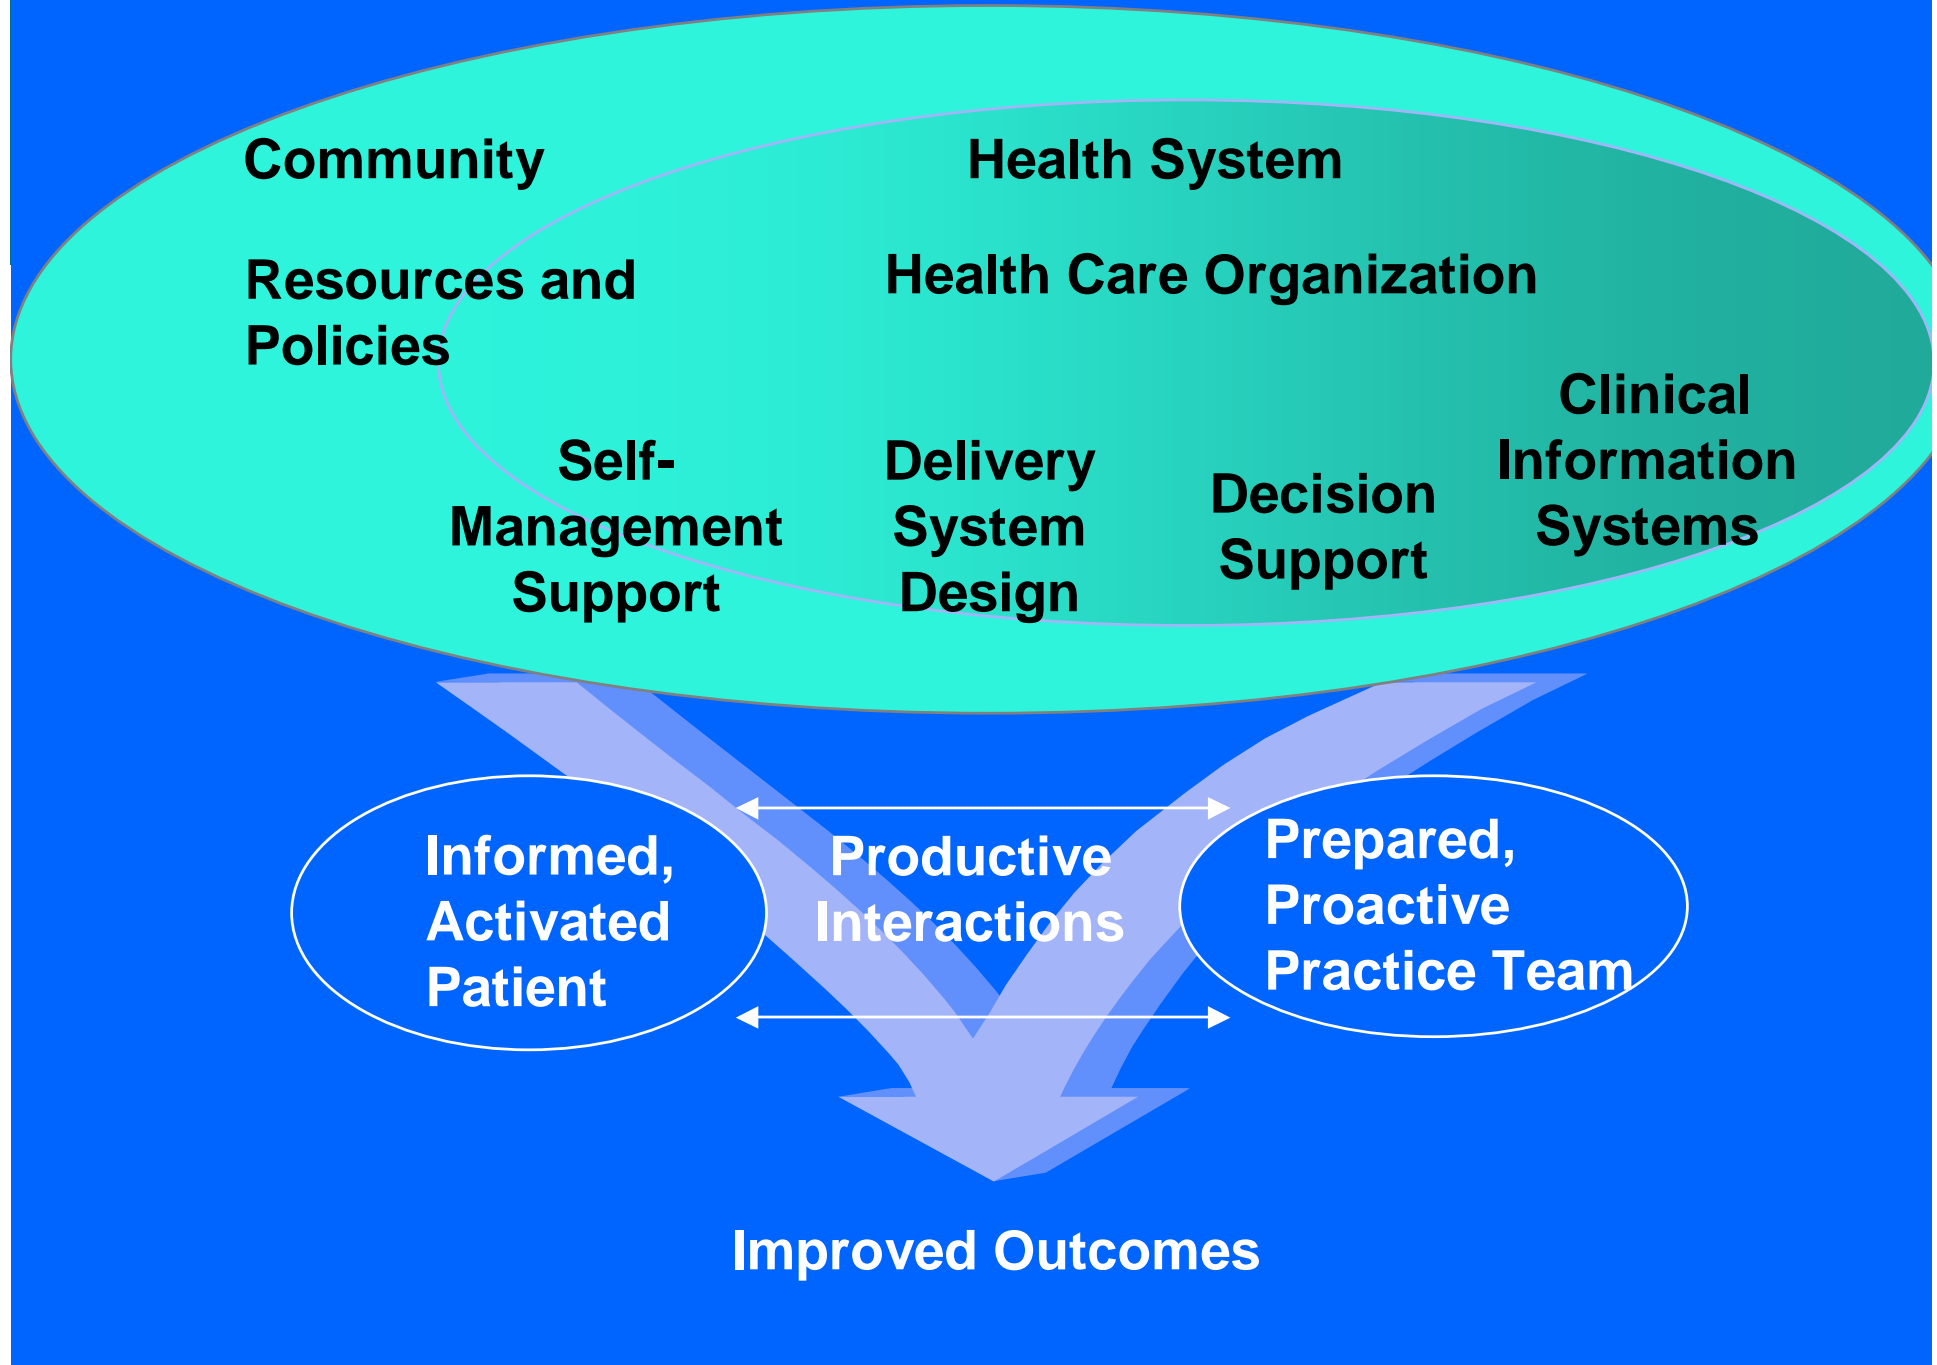 Community
Health System
Resources and
Policies
Health Care Organization
Self-
Management
Support
Delivery
System
Design
Decision
Support
Clinical
Information
Systems
Informed,
Activated
Patient
Productive
Interactions
Prepared,
Proactive
Practice Team
Improved Outcomes